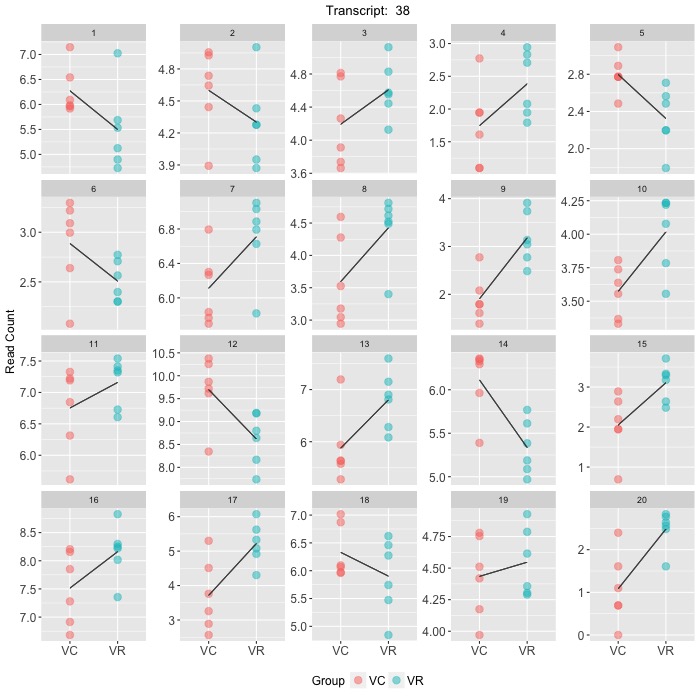 Transcript: 38
1 2 3 4 5
7.0 6.5 6.0 5.5 5.0
4.8 4.5 4.2 3.9
4.8 4.4 4.0 3.6
3.0 2.5 2.0 1.5
2.8 2.4 2.0
6 7 8 9 10
3.0 2.5
6.8 6.4 6.0
4.5 4.0 3.5 3.0
4 3 2
4.25 4.00 3.75 3.50
Read Count
11 12 13 14 15
7.5 7.0 6.5 6.0
10.5 10.0 9.5 9.0 8.5 8.0
7 6
6.0 5.5 5.0
3 2 1
16 17 18 19 20
8.5 8.0 7.5 7.0
6 5 4 3
7.0 6.5 6.0 5.5 5.0
4.75 4.50 4.25 4.00
2 1 0
VC VR VC VR VC VR VC VR VC VR
Group VC VR